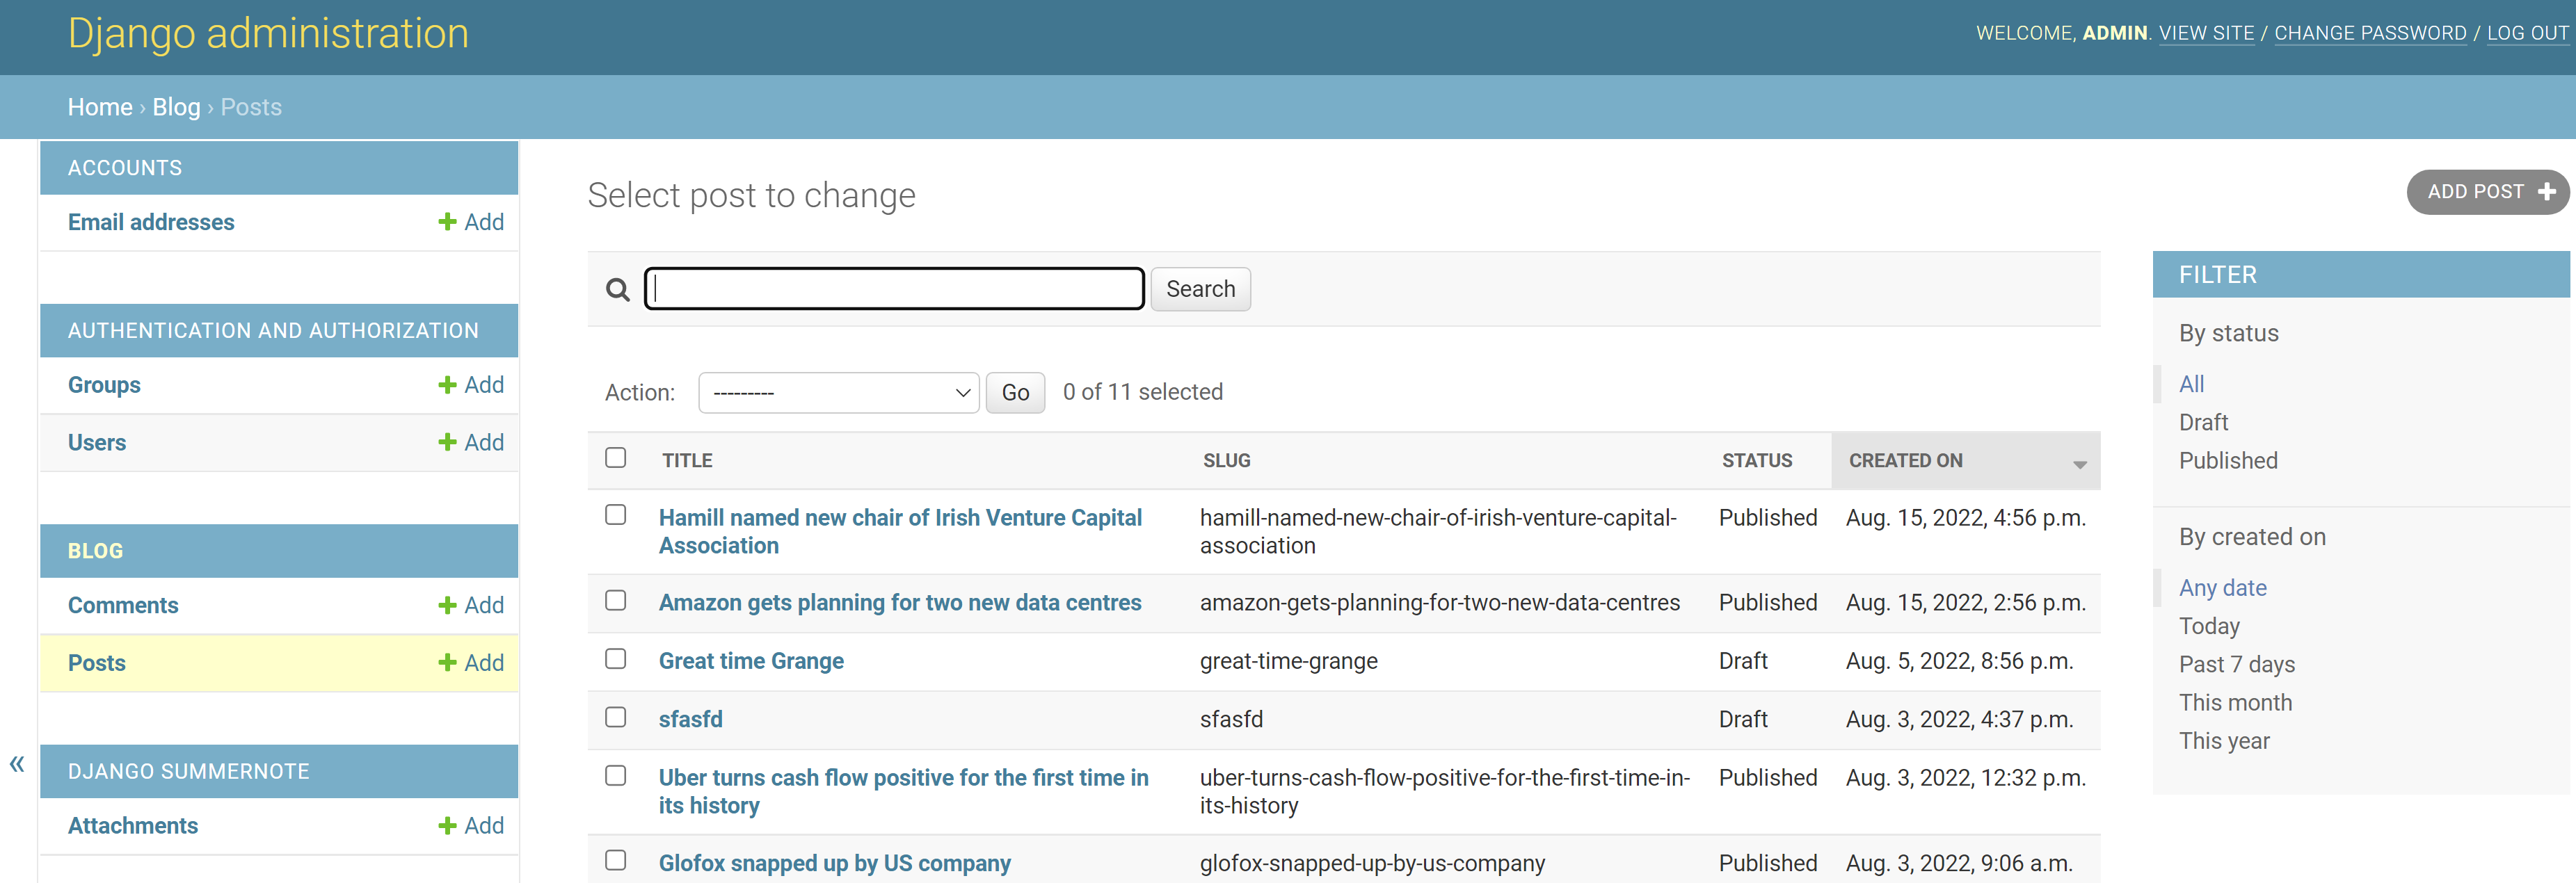 Django administration
WELCOME, ADMIN. VIEW SITE / CHANGE PASSWORD / LOG OUT
Home › Blog › Posts
ACCOUNTS
Email addresses + Add
AUTHENTICATION AND AUTHORIZATION
Groups + Add
Users + Add
BLOG
Comments + Add
Posts + Add
DJANGO SUMMERNOTE
Attachments + Add
«
Select post to change
ADD POST +
Search
Action: --------- Go 0 of 11 selected
TITLE SLUG STATUS CREATED ON
Hamill named new chair of Irish Venture Capital hamill-named-new-chair-of-irish-venture-capital- Published Aug. 15, 2022, 4:56 p.m.
Association association
Amazon gets planning for two new data centres amazon-gets-planning-for-two-new-data-centres Published Aug. 15, 2022, 2:56 p.m.
Great time Grange great-time-grange Draft Aug. 5, 2022, 8:56 p.m.
sfasfd sfasfd Draft Aug. 3, 2022, 4:37 p.m.
Uber turns cash flow positive for the first time in uber-turns-cash-flow-positive-for-the-first-time-in- Published Aug. 3, 2022, 12:32 p.m.
its history its-history
Glofox snapped up by US company glofox-snapped-up-by-us-company Published Aug. 3, 2022, 9:06 a.m.
FILTER
By status
All
Draft
Published
By created on
Any date
Today
Past 7 days
This month
This year